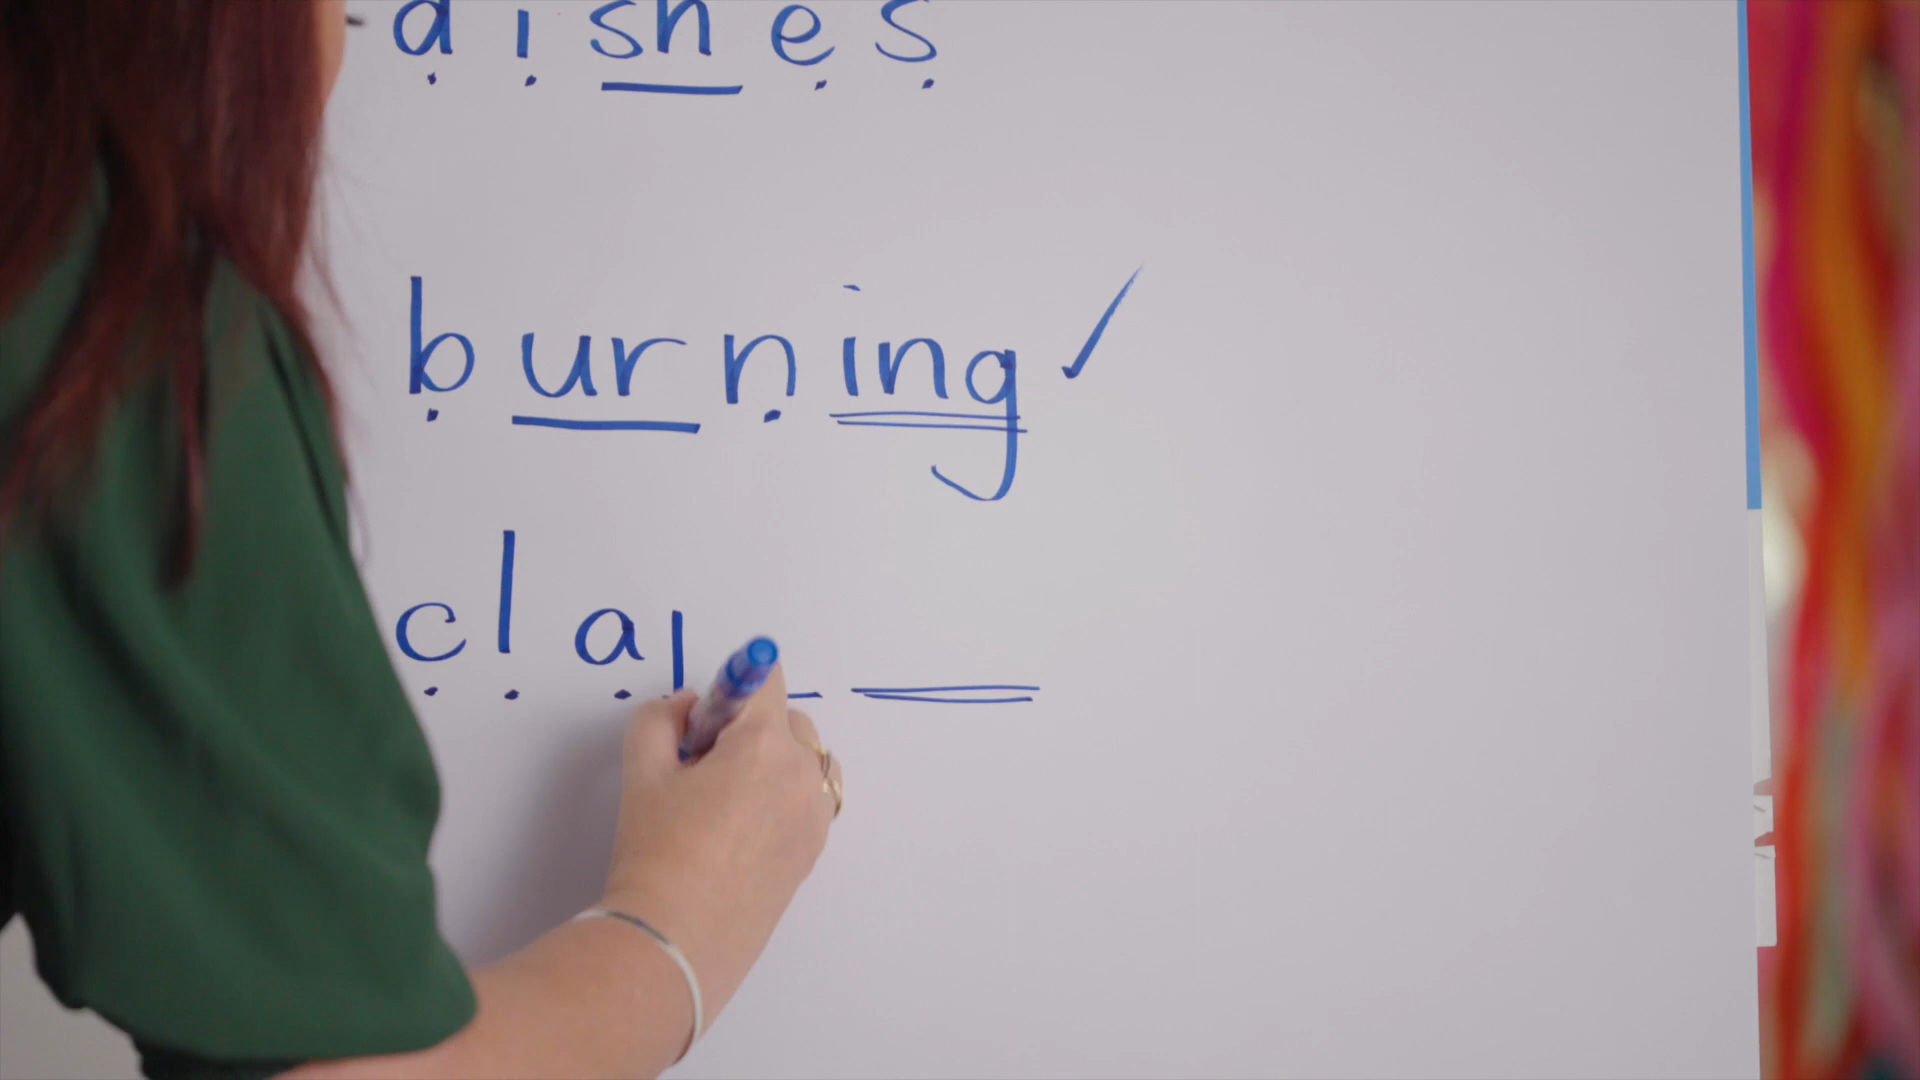 dishes
burning ✓
cla